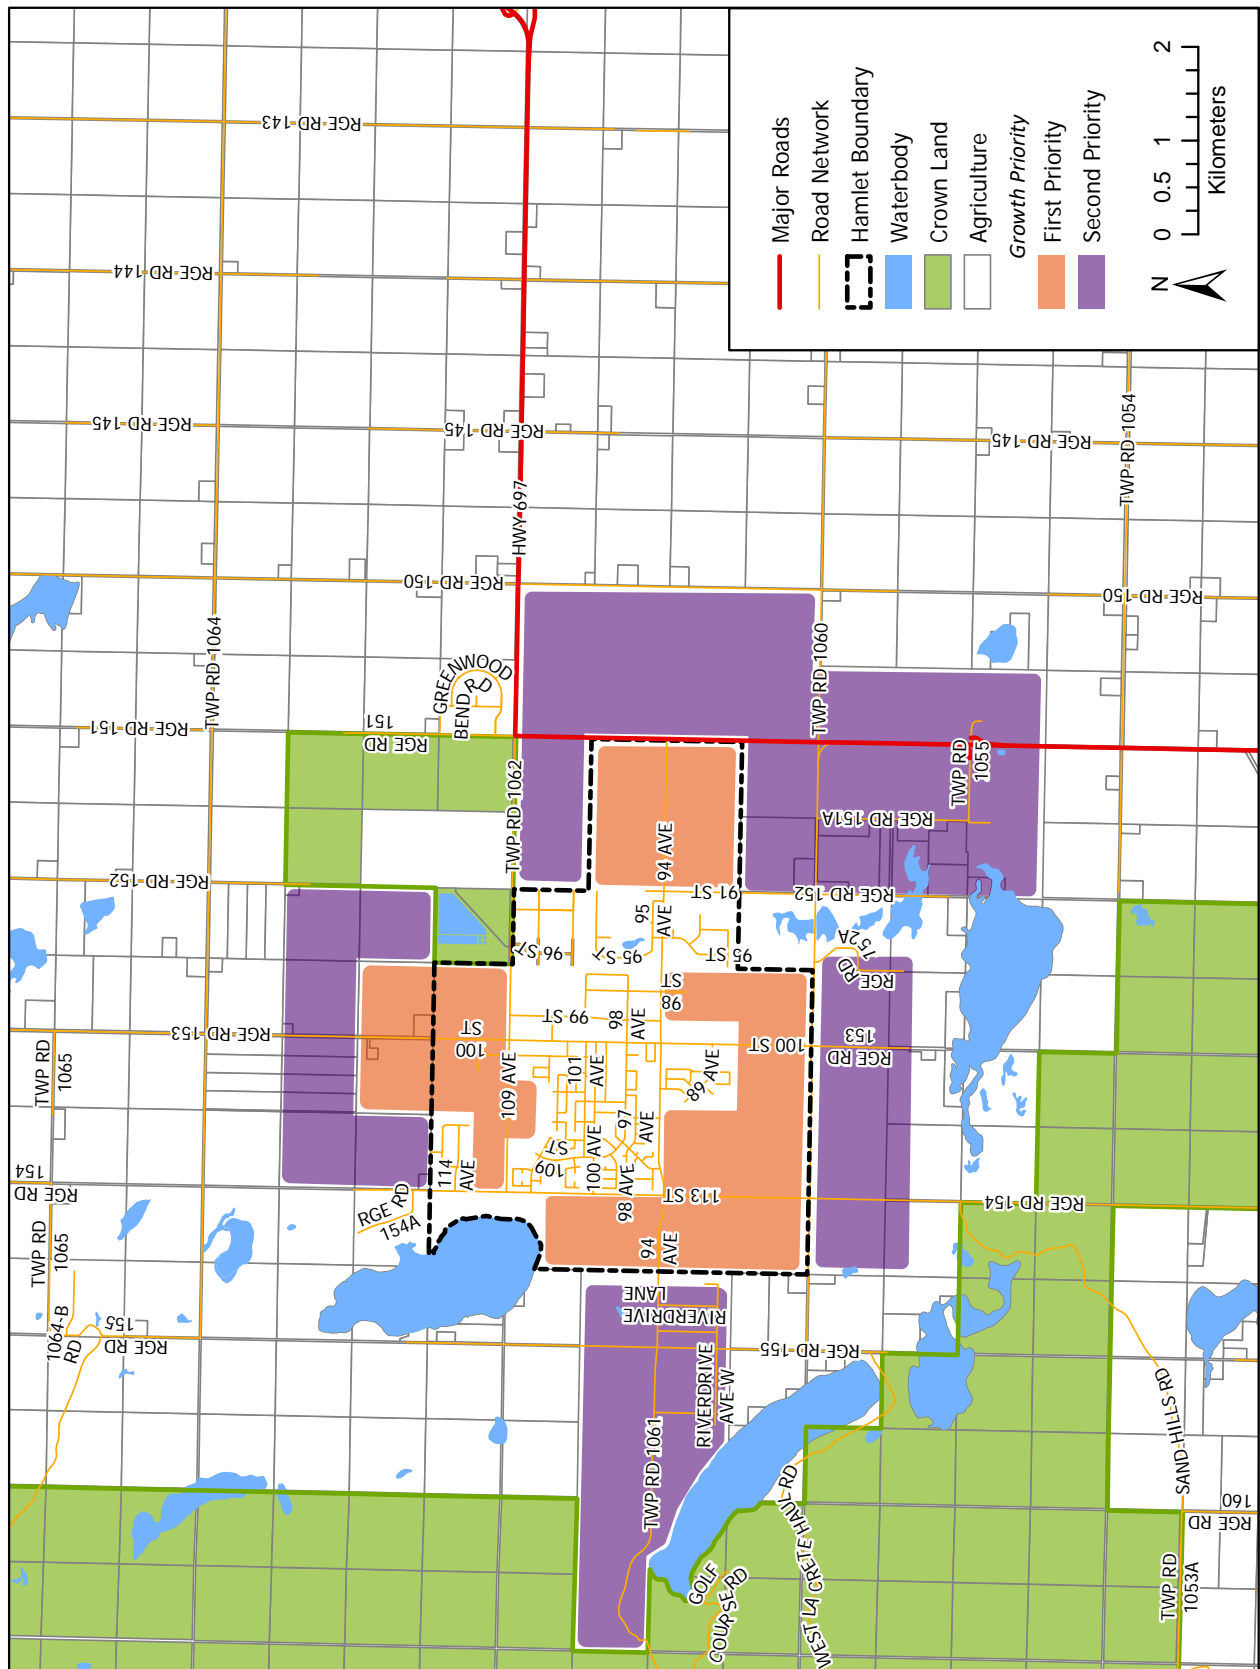 RGE RD 143
RGE RD 144
RGE RD 145
RGE RD 145
RGE RD 145
TWP RD 1054
HWY 697
RGE RD 150
RGE RD 150
TWP RD 1064
GREENWOOD
BEND RD
TWP RD 1060
RGE RD 151
151
RGE RD
TWP RD 1062
TWP RD
1055
RGE RD 151A
94 AVE
RGE RD 152
91 ST
RGE RD 152
95
AVE
96 ST
95 ST
95 ST
RGE RD
152A
98
ST
RGE RD 153
100
ST
99 ST
98
AVE
100 ST
RGE RD
153
TWP RD
1065
109 AVE
101
AVE
89 AVE
97
AVE
109
ST
100 AVE
98 AVE
114
AVE
113 ST
RGE RD
154
RGE RD 154
RGE RD
154A
TWP RD
1065
94
AVE
RIVERDRIVE
LANE
1064-B
RD
RGE RD
155
RGE RD 155
RIVERDRIVE
AVE W
TWP RD 1061
SAND HILLS RD
WEST LA CRETE HAUL RD
GOLF
COURSE RD
RGE RD
160
TWP RD
1053A
Major Roads
Road Network
Hamlet Boundary
Waterbody
Crown Land
Agriculture
Growth Priority
First Priority
Second Priority
N
0 0.5 1 2
Kilometers